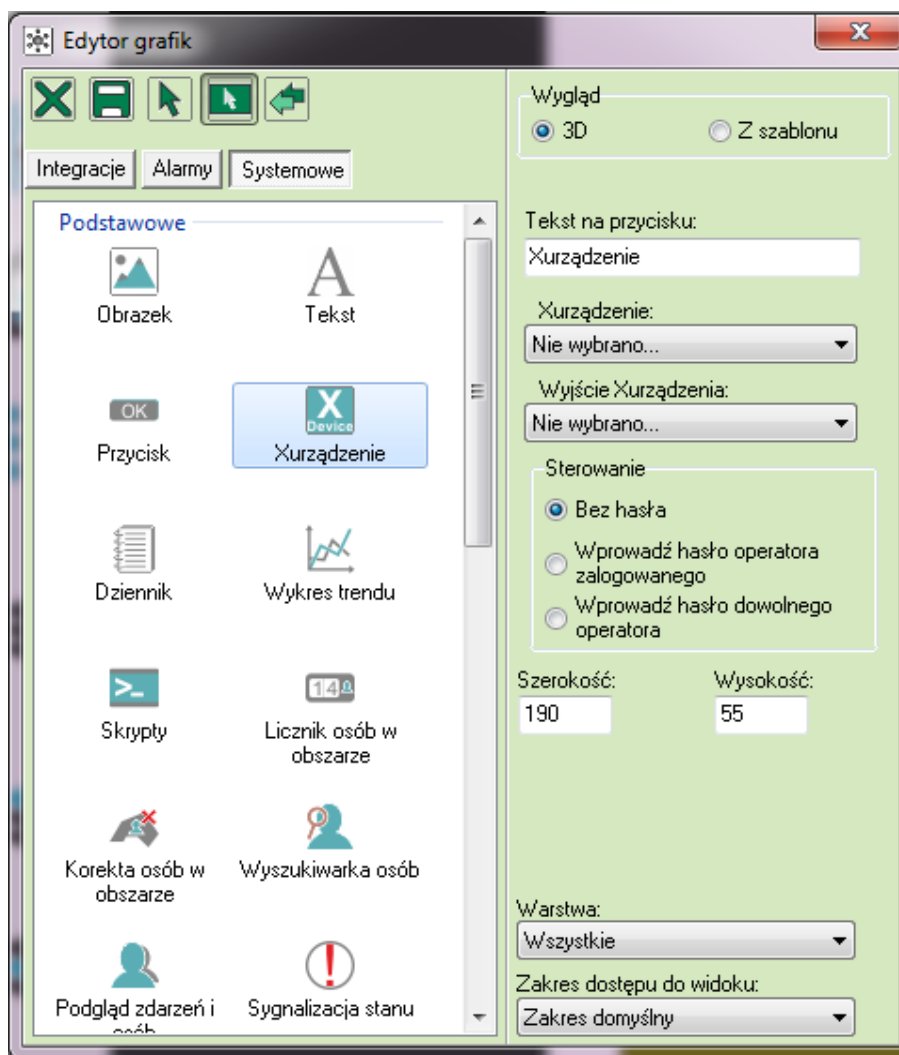 Edytor grafik
Integracje
Alarmy
Systemowe
Podstawowe
Obrazek
Tekst
OK
Przycisk
X
Device
Xurządzenie
Dziennik
Wykres trendu
>_
Skrypty
14
Licznik osób w
obszarze
Korekta osób w
obszarze
Wyszukiwarka osób
Podgląd zdarzeń i
osób
Sygnalizacja stanu
Wygląd
3D
Z szablonu
Tekst na przycisku:
Xurządzenie
Xurządzenie:
Nie wybrano...
Wyjście Xurządzenia:
Nie wybrano...
Sterowanie
Bez hasła
Wprowadź hasło operatora
zalogowanego
Wprowadź hasło dowolnego
operatora
Szerokość:
Wysokość:
190
55
Warstwa:
Wszystkie
Zakres dostępu do widoku:
Zakres domyślny